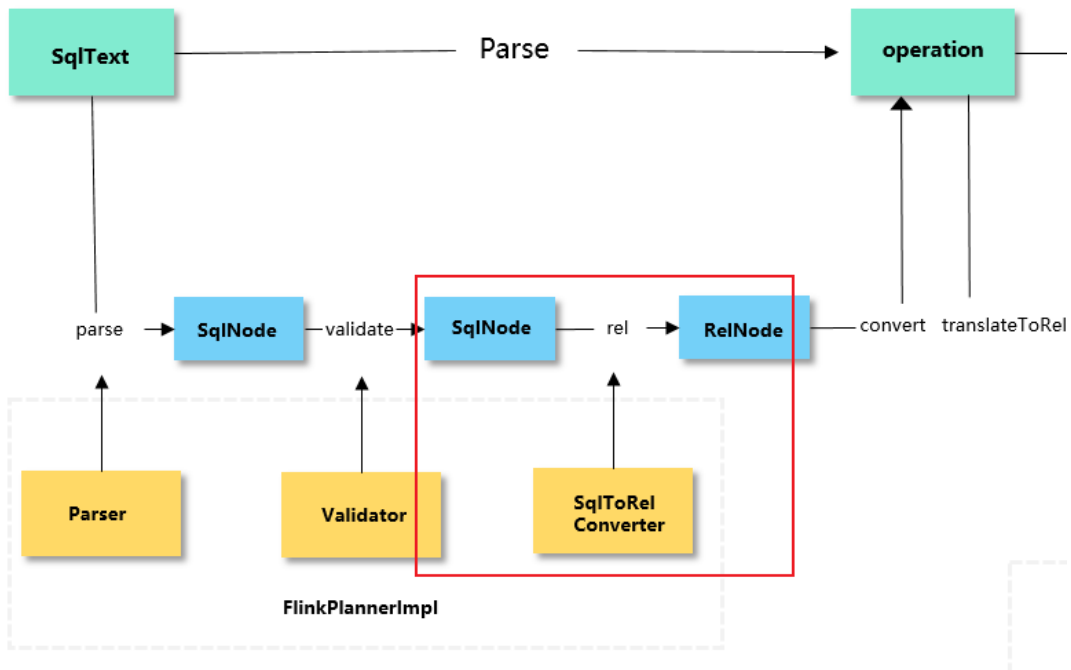 SqlText
Parse
operation
parse
SqlNode
validate
SqlNode
rel
RelNode
convert
translateToRel
Parser
Validator
SqlToRel
Converter
FlinkPlannerImpl